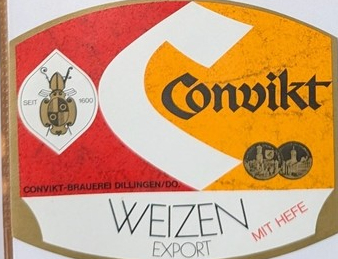 SEIT 1600
Convikt
CONVIKT-BRAUEREI DILLINGEN/DO.
WEIZEN
EXPORT
MIT HEFE